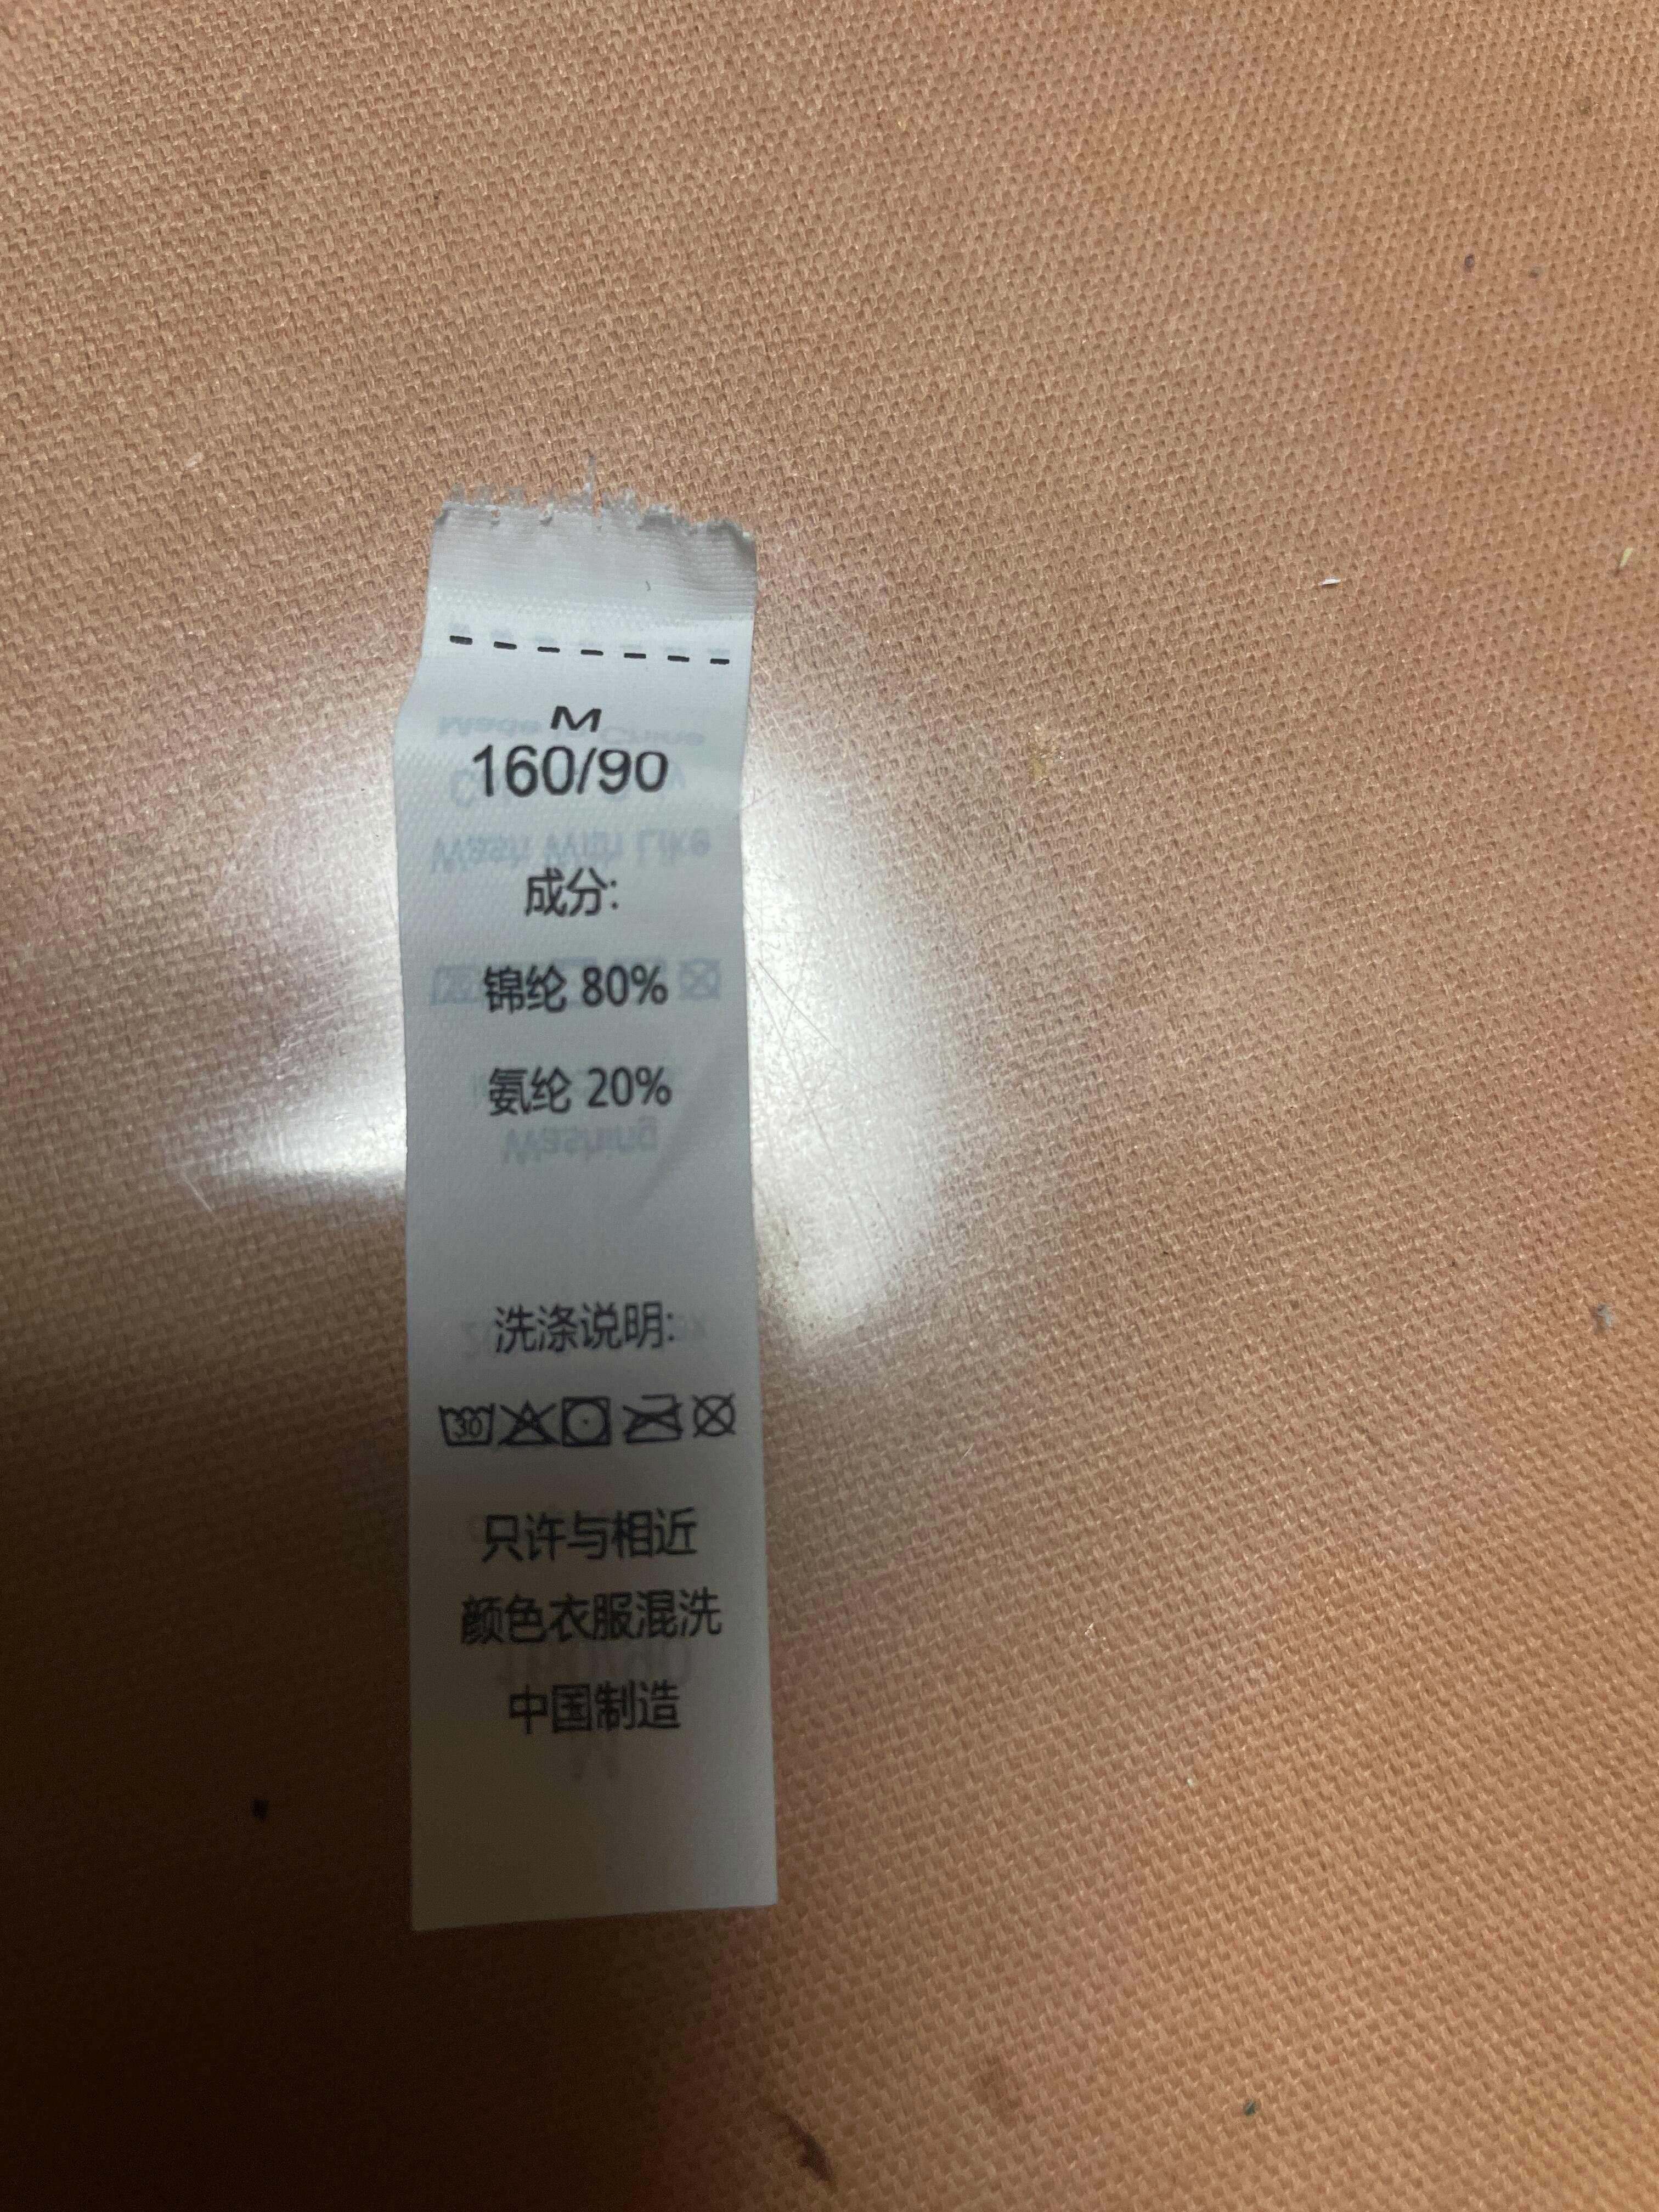 M
160/90
成分:
锦纶 80%
氨纶 20%
洗涤说明:
30
只许与相近
颜色衣服混洗
中国制造